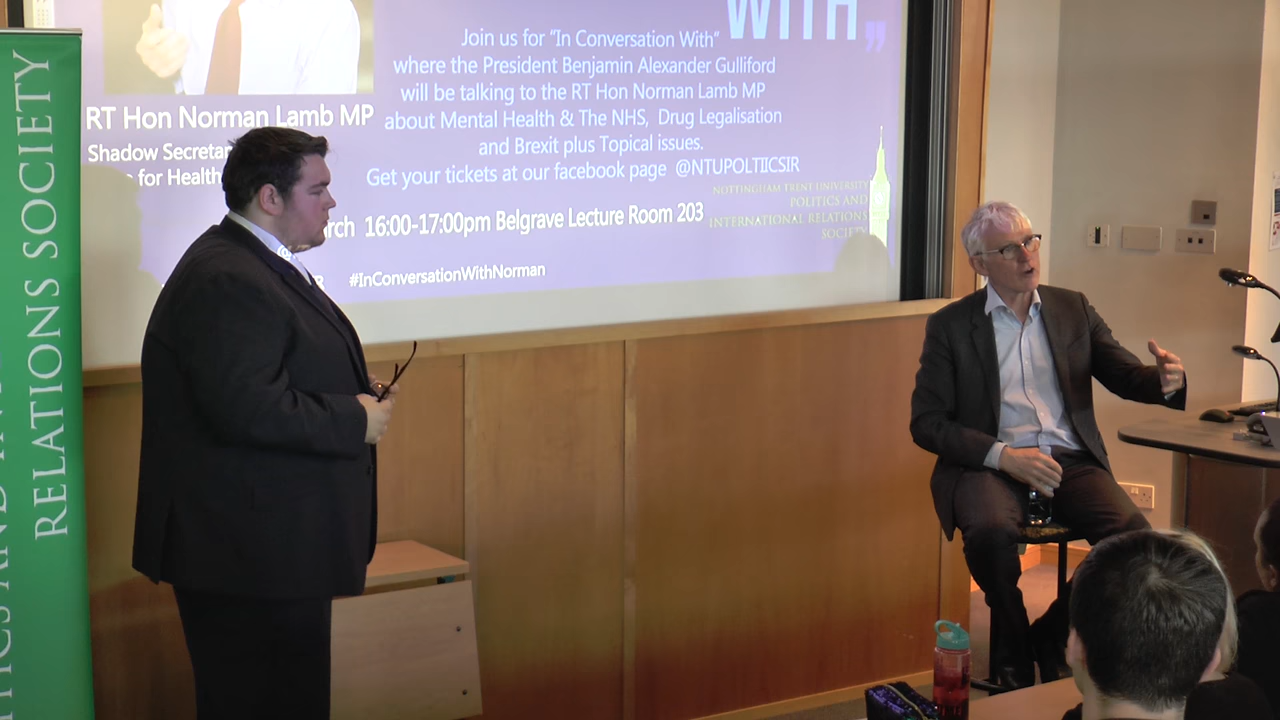 WITH"
Join us for "In Conversation With"
where the President Benjamin Alexander Gulliford
will be talking to the RT Hon Norman Lamb MP
about Mental Health & The NHS, Drug Legalisation
and Brexit plus Topical issues.
Get your tickets at our facebook page @NTUPOLTIICSIR
RT Hon Norman Lamb MP
Shadow
for Health
16:00-17:00pm Belgrave Lecture Room 203
#InConversationWithNorman
NOTTINGHAM TRENT UNIVERSITY
POLITICS AND
INTERNATIONAL RELATIONS
SOCIETY
RELATIONS SOCIETY
AND